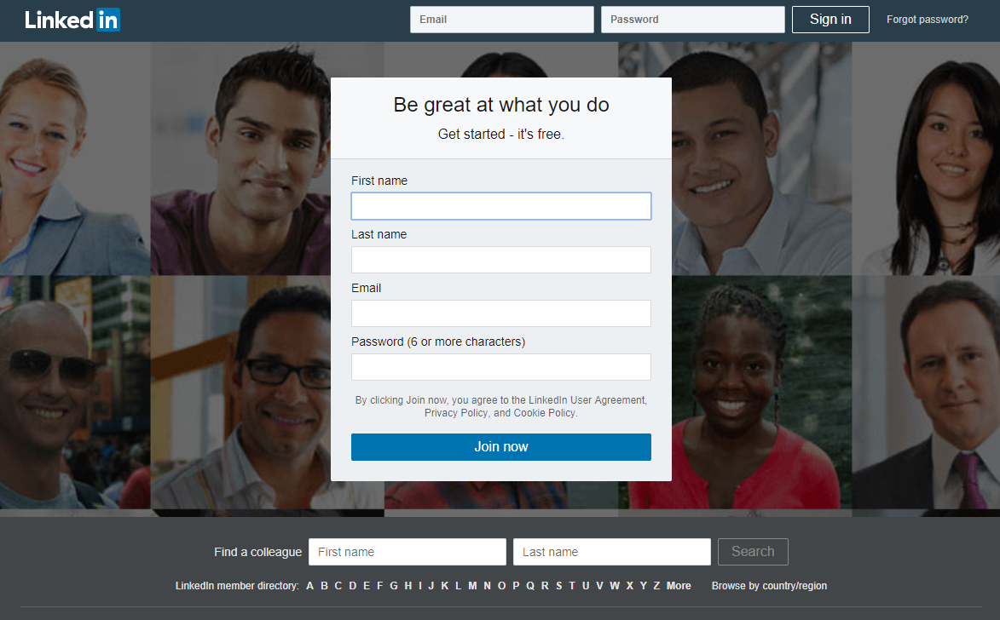 Linked in
Email
Password
Sign in
Forgot password?
Be great at what you do
Get started - it's free.
First name
Last name
Email
Password (6 or more characters)
By clicking Join now, you agree to the LinkedIn User Agreement,
Privacy Policy, and Cookie Policy.
Join now
Find a colleague
First name
Last name
Search
LinkedIn member directory: A B C D E F G H I J K L M N O P Q R S T U V W X Y Z More Browse by country/region